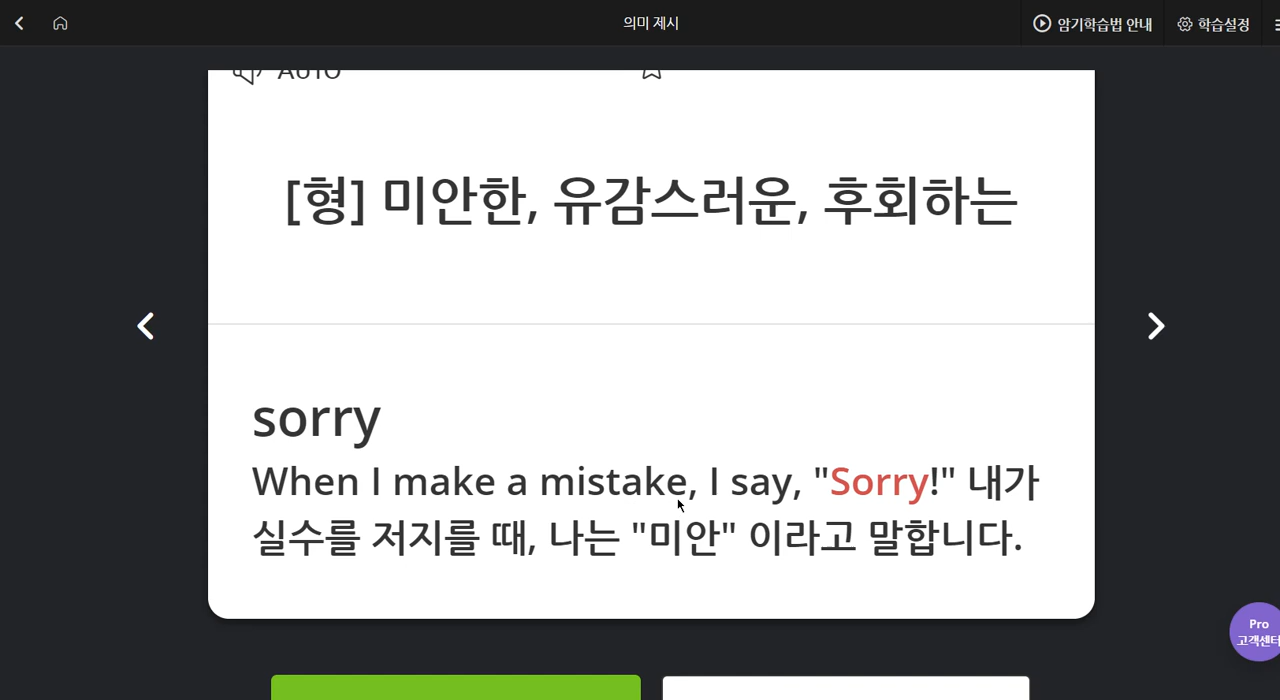 의미 제시
암기학습법 안내
학습설정
AUTO
[형] 미안한, 유감스러운, 후회하는
sorry
When I make a mistake, I say, "Sorry!" 내가
실수를 저지를 때, 나는 "미안" 이라고 말합니다.
Pro
고객센터